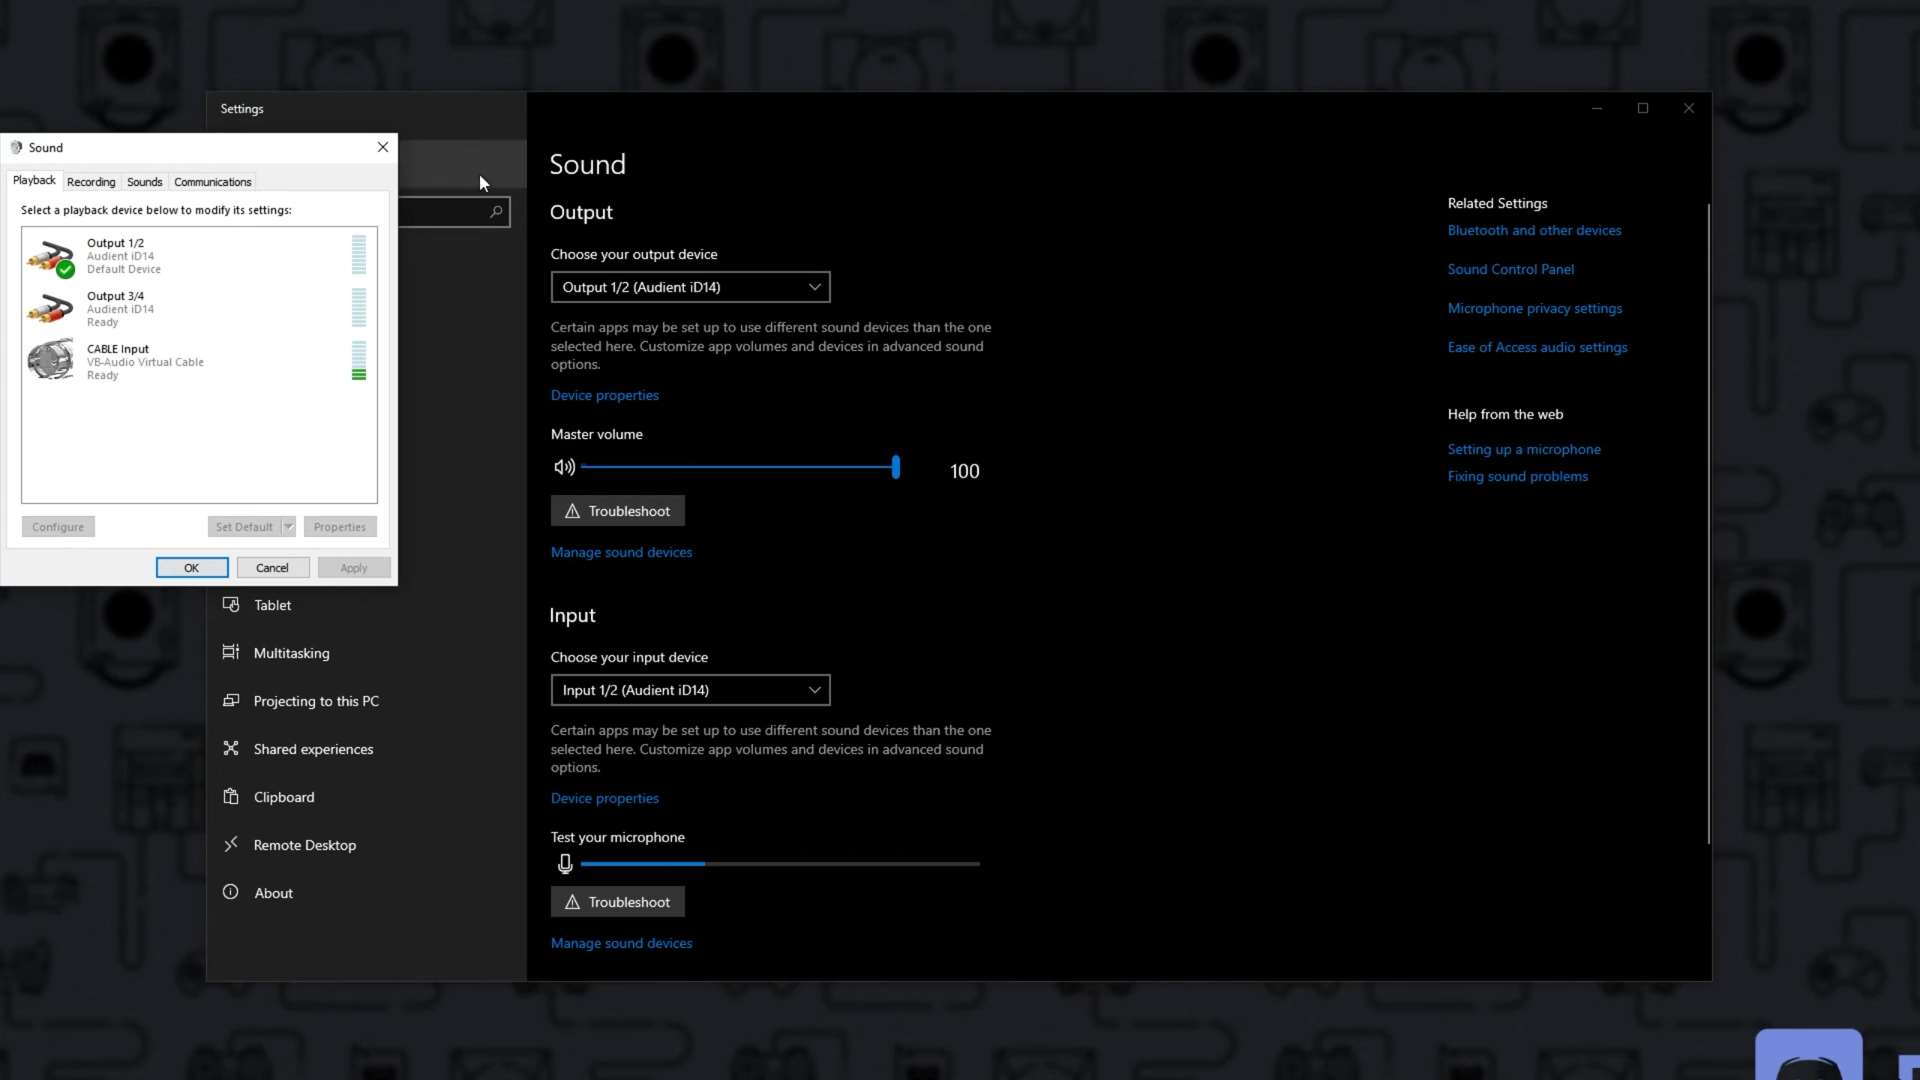 Settings
Sound
Playback
Recording
Sounds
Communications
Select a playback device below to modify its settings:
Output 1/2
Audient iD14
Default Device
Output 3/4
Audient iD14
Ready
CABLE Input
VB-Audio Virtual Cable
Ready
Configure
Set Default
Properties
OK
Cancel
Apply
Tablet
Multitasking
Projecting to this PC
Shared experiences
Clipboard
Remote Desktop
About
Sound
Output
Choose your output device
Output 1/2 (Audient iD14)
Certain apps may be set up to use different sound devices than the one
selected here. Customize app volumes and devices in advanced sound
options.
Device properties
Master volume
100
Troubleshoot
Manage sound devices
Input
Choose your input device
Input 1/2 (Audient iD14)
Certain apps may be set up to use different sound devices than the one
selected here. Customize app volumes and devices in advanced sound
options.
Device properties
Test your microphone
Troubleshoot
Manage sound devices
Related Settings
Bluetooth and other devices
Sound Control Panel
Microphone privacy settings
Ease of Access audio settings
Help from the web
Setting up a microphone
Fixing sound problems